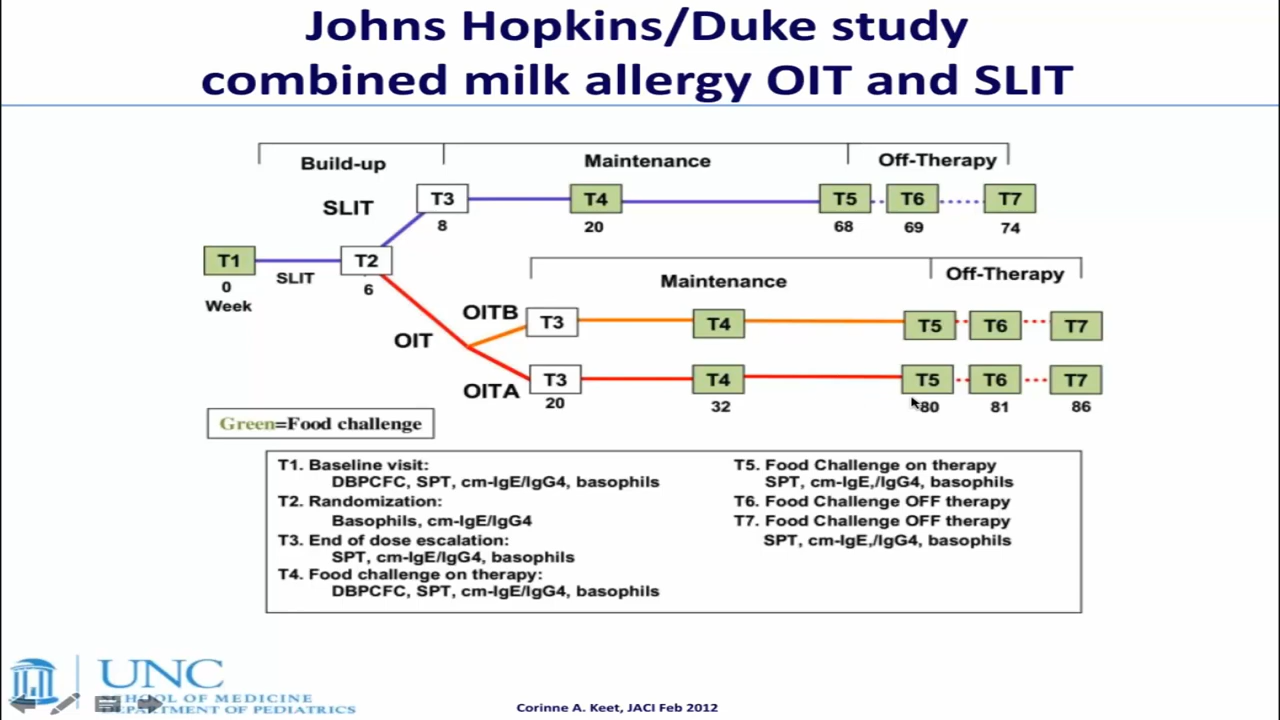 Johns Hopkins/Duke study
combined milk allergy OIT and SLIT
Build-up
Maintenance
Off-Therapy
SLIT
T3
T4
T5
T6
T7
8
20
68
69
74
T1
SLIT
T2
0
6
Week
Maintenance
Off-Therapy
OIT
OITB
T3
T4
T5
T6
T7
OITA
T3
T4
T5
T6
T7
20
32
80
81
86
Green=Food challenge
T1. Baseline visit:
DBPCFC, SPT, cm-IgE/IgG4, basophils
T2. Randomization:
Basophils, cm-IgE/IgG4
T3. End of dose escalation:
SPT, cm-IgE/IgG4, basophils
T4. Food challenge on therapy:
DBPCFC, SPT, cm-IgE/IgG4, basophils
T5. Food Challenge on therapy
SPT, cm-IgE,/IgG4, basophils
T6. Food Challenge OFF therapy
T7. Food Challenge OFF therapy
SPT, cm-IgE,/IgG4, basophils
UNC
SCHOOL OF MEDICINE
DEPARTMENT OF PEDIATRICS
Corinne A. Keet, JACI Feb 2012